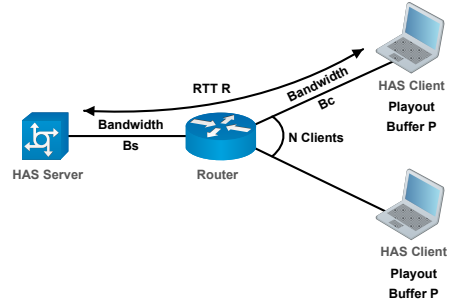 RTT R
Bandwidth
Bc
HAS Client
Playout
Buffer P
Bandwidth
Bs
N Clients
HAS Server
Router
HAS Client
Playout
Buffer P